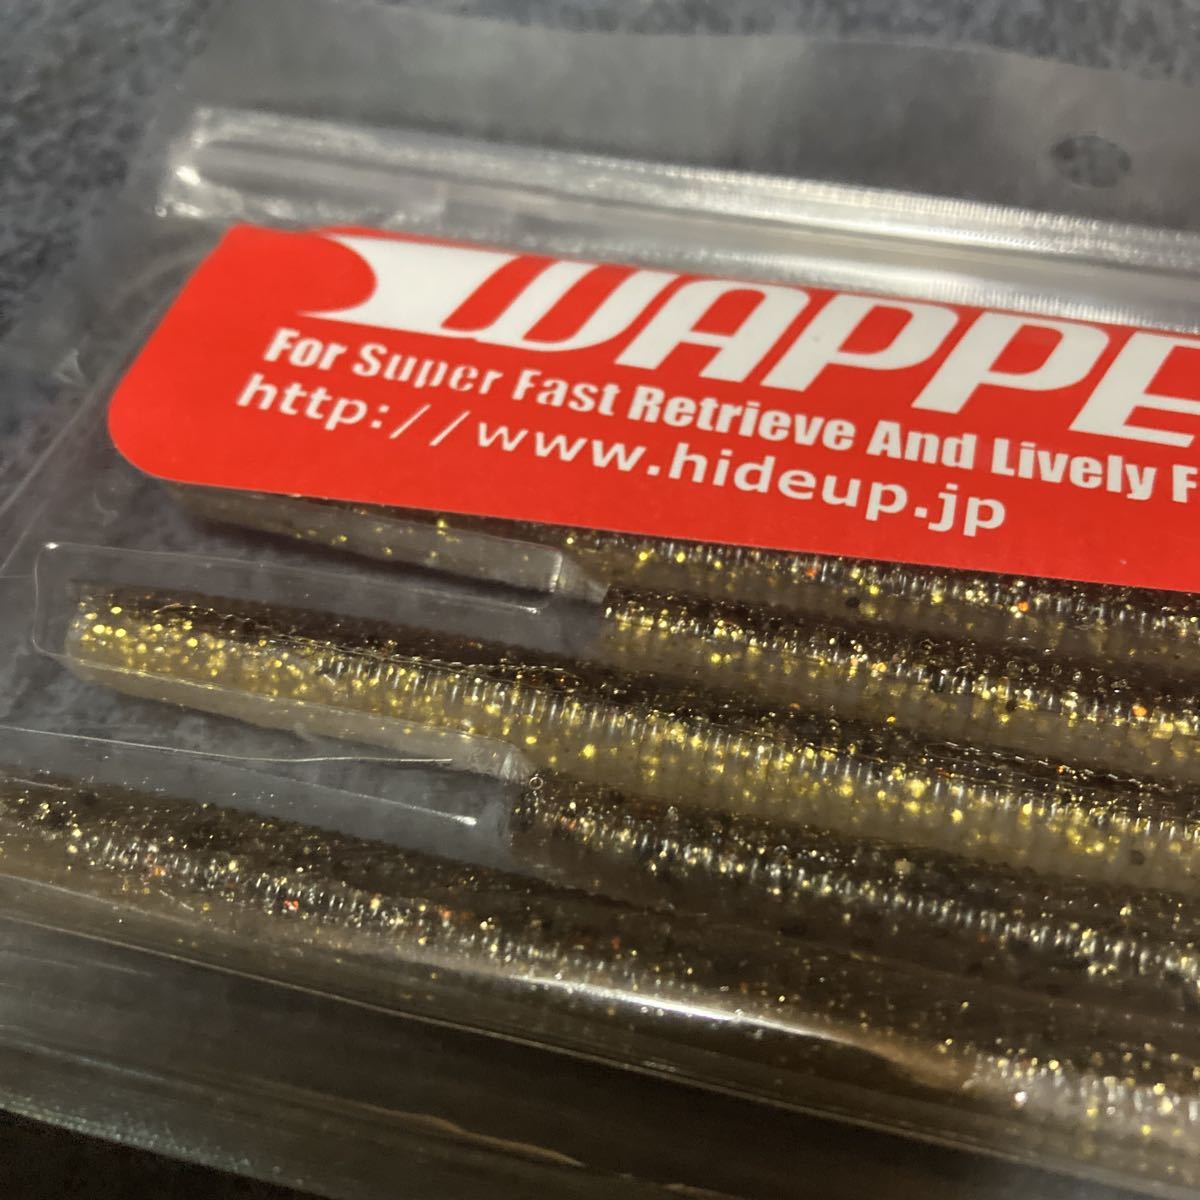 WAPPE
For Super Fast Retrieve And Lively F
http://www.hideup.jp